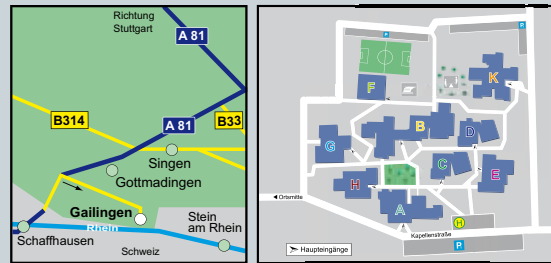 Richtung
Stuttgart
A 81
B314
A 81
B33
Singen
Gottmadingen
Gailingen
Rhein
Stein
am Rhein
Schaffhausen
Schweiz
P
P
K
F
B
D
G
C
E
H
A
Ortsmitte
H
Kapellenstraße
P
Haupteingänge